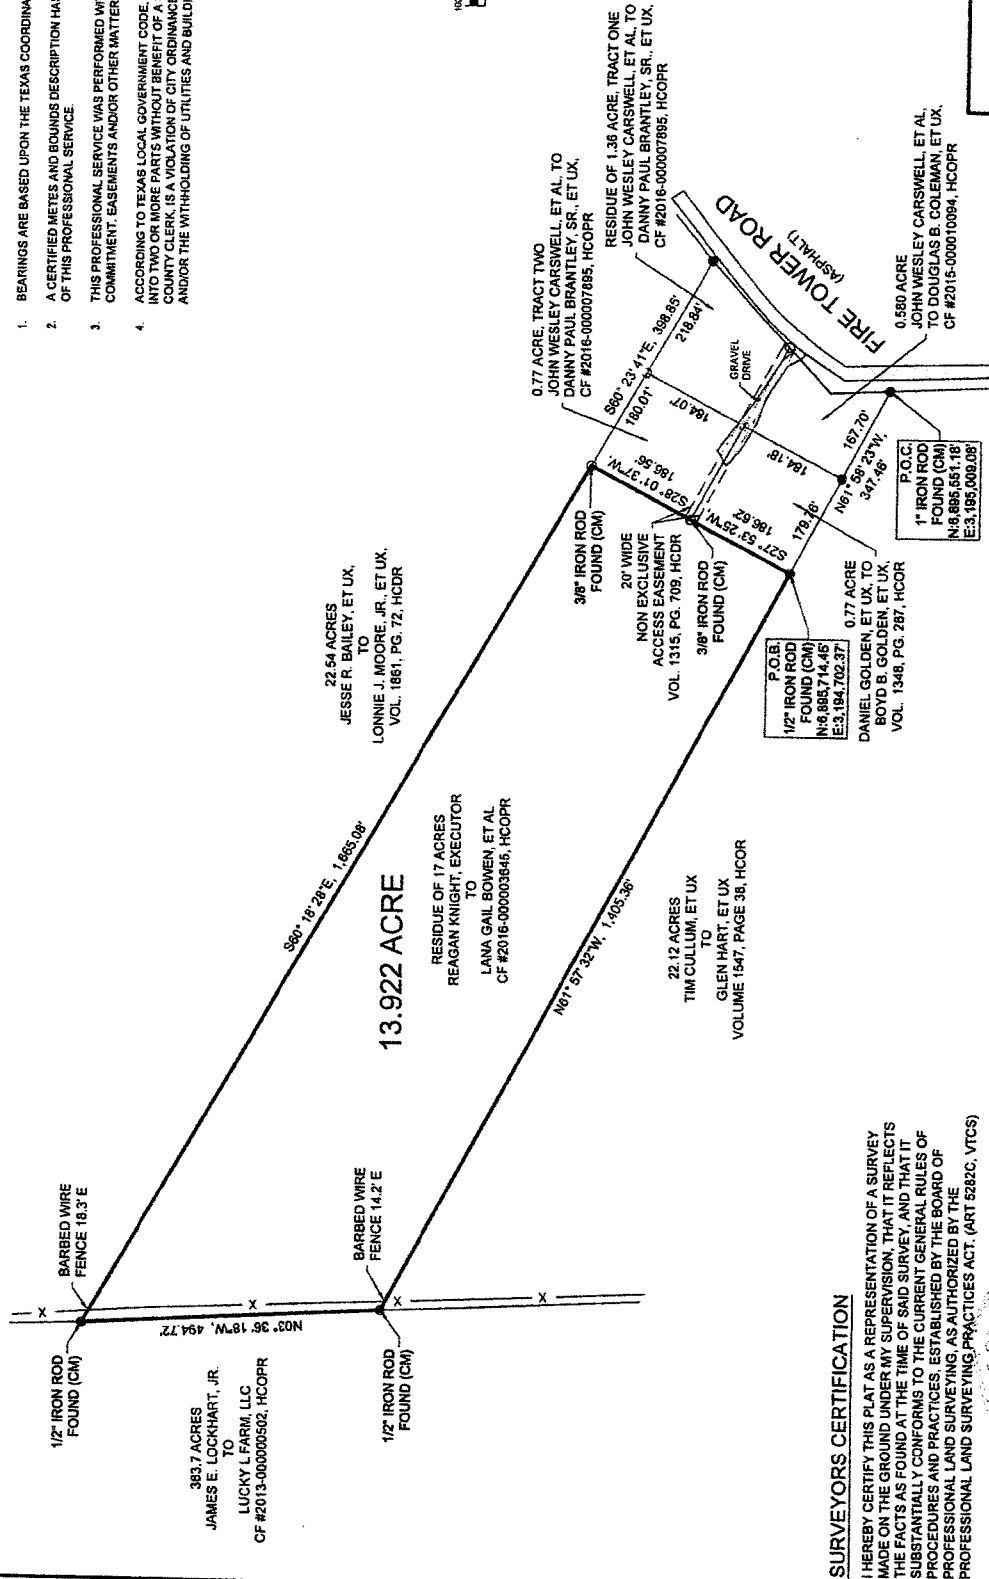 1. BEARINGS ARE BASED UPON THE TEXAS COORDINA
2. A CERTIFIED METES AND BOUNDS DESCRIPTION HAS
OF THIS PROFESSIONAL SERVICE.
3. THIS PROFESSIONAL SERVICE WAS PERFORMED WI
COMMITMENT. EASEMENTS AND/OR OTHER MATTER
4. ACCORDING TO TEXAS LOCAL GOVERNMENT CODE,
INTO TWO OR MORE PARTS WITHOUT BENEFIT OF A
COUNTY CLERK, IS A VIOLATION OF CITY ORDINANCE
AND/OR THE WITHHOLDING OF UTILITIES AND BUILDI
1/2" IRON ROD
FOUND (CM)
BARBED WIRE
FENCE 18.3' E
X
X
X
X
N03° 36' 18"W, 494.72'
383.7 ACRES
JAMES E. LOCKHART, JR.
TO
LUCKY L FARM, LLC
CF #2013-000000502, HCOPR
BARBED WIRE
FENCE 14.2' E
1/2" IRON ROD
FOUND (CM)
S60° 18' 28"E, 1,665.08'
22.54 ACRES
JESSE R. BAILEY, ET UX,
TO
LONNIE J. MOORE, JR., ET UX,
VOL. 1861, PG. 72, HCDR
13.922 ACRE
RESIDUE OF 17 ACRES
REAGAN KNIGHT, EXECUTOR
TO
LANA GAIL BOWEN, ET AL
CF #2016-000003645, HCOPR
N61° 57' 32"W, 1,405.36'
22.12 ACRES
TIM CULLUM, ET UX
TO
GLEN HART, ET UX
VOLUME 1547, PAGE 38, HCOR
0.77 ACRE, TRACT TWO
JOHN WESLEY CARSWELL, ET AL, TO
DANNY PAUL BRANTLEY, SR., ET UX,
CF #2016-000007895, HCOPR
RESIDUE OF 1.36 ACRE, TRACT ONE
JOHN WESLEY CARSWELL, ET AL, TO
DANNY PAUL BRANTLEY, SR., ET UX,
CF #2016-000007895, HCOPR
S60° 23' 41"E, 398.85'
180.01'
218.84'
3/8" IRON ROD
FOUND (CM)
S28° 01' 37"W,
186.56'
184.07'
GRAVEL
DRIVE
FIRE TOWER ROAD
(ASPHALT)
20' WIDE
NON EXCLUSIVE
ACCESS EASEMENT
VOL. 1315, PG. 709, HCDR
3/8" IRON ROD
FOUND (CM)
S27° 53' 25"W,
186.62'
184.18'
179.76'
167.70'
N61° 58' 23"W,
347.46'
0.580 ACRE
JOHN WESLEY CARSWELL, ET AL,
TO DOUGLAS B. COLEMAN, ET UX,
CF #2015-000010094, HCOPR
P.O.B.
1/2" IRON ROD
FOUND (CM)
N:6,895,714.45'
E:3,194,702.37'
0.77 ACRE
DANIEL GOLDEN, ET UX, TO
BOYD B. GOLDEN, ET UX,
VOL. 1348, PG. 287, HCOR
P.O.C.
1" IRON ROD
FOUND (CM)
N:6,895,551.18'
E:3,195,009.08'
SURVEYORS CERTIFICATION
I HEREBY CERTIFY THIS PLAT AS A REPRESENTATION OF A SURVEY
MADE ON THE GROUND UNDER MY SUPERVISION, THAT IT REFLECTS
THE FACTS AS FOUND AT THE TIME OF SAID SURVEY, AND THAT IT
SUBSTANTIALLY CONFORMS TO THE CURRENT GENERAL RULES OF
PROCEDURES AND PRACTICES, ESTABLISHED BY THE BOARD OF
PROFESSIONAL LAND SURVEYING, AS AUTHORIZED BY THE
PROFESSIONAL LAND SURVEYING PRACTICES ACT. (ART 5282C, VTCS)